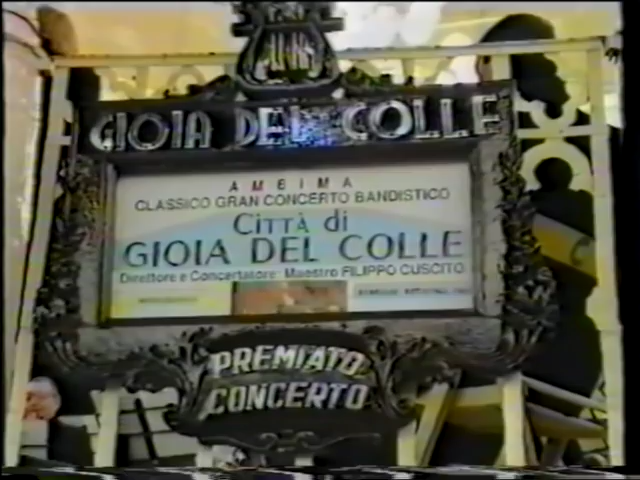 GIOIA DEL COLLE
AMBIMA
CLASSICO GRAN CONCERTO BANDISTICO
CITTÀ di
GIOIA DEL COLLE
Direttore e Concertatore: Maestro FILIPPO CUSCITO
PREMIATO
CONCERTO